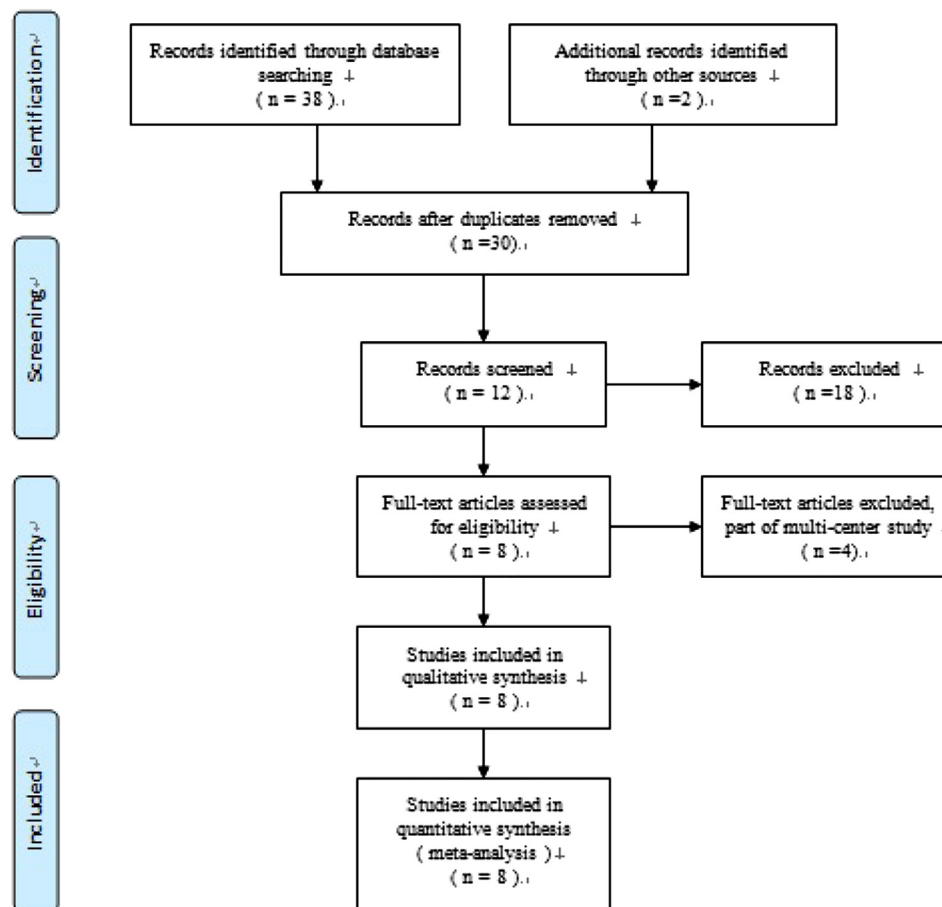 Identification
Records identified through database
searching
( n = 38 )
Additional records identified
through other sources
( n =2 )
Records after duplicates removed
( n =30)
Screening
Records screened
( n = 12 )
Records excluded
( n =18 )
Eligibility
Full-text articles assessed
for eligibility
( n = 8 )
Full-text articles excluded,
part of multi-center study
( n =4)
Studies included in
qualitative synthesis
( n = 8 )
Included
Studies included in
quantitative synthesis
( meta-analysis )
( n = 8 )